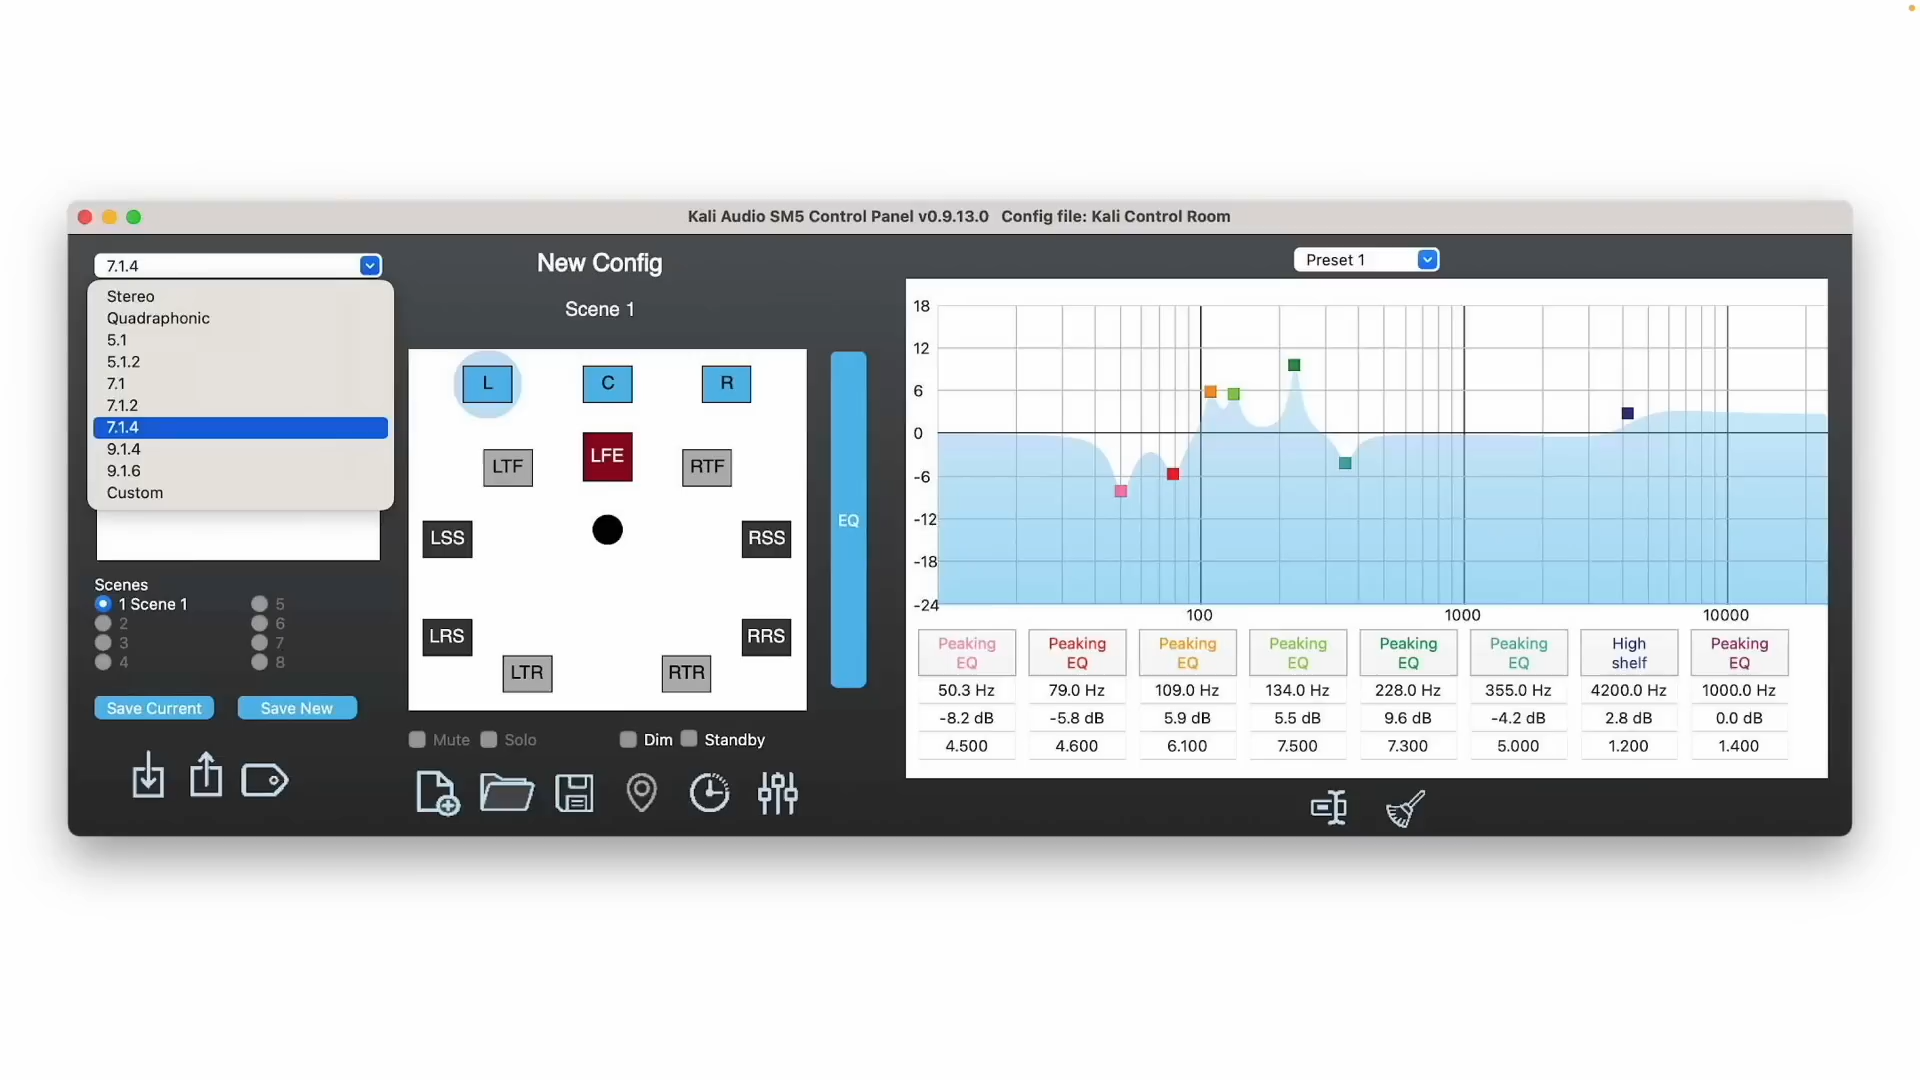 Kali Audio SM5 Control Panel v0.9.13.0 Config file: Kali Control Room
7.1.4
Stereo
Quadraphonic
5.1
5.1.2
7.1
7.1.2
7.1.4
9.1.4
9.1.6
Custom
Scenes
1 Scene 1 5
2 6
3 7
4 8
Save Current Save New
New Config
Scene 1
L C R
LTF LFE RTF
LSS RSS
LRS RRS
LTR RTR
Mute Solo Dim Standby
EQ
Preset 1
18
12
6
0
-6
-12
-18
-24
100 1000 10000
Peaking EQ Peaking EQ Peaking EQ Peaking EQ Peaking EQ Peaking EQ High shelf Peaking EQ
50.3 Hz 79.0 Hz 109.0 Hz 134.0 Hz 228.0 Hz 355.0 Hz 4200.0 Hz 1000.0 Hz
-8.2 dB -5.8 dB 5.9 dB 5.5 dB 9.6 dB -4.2 dB 2.8 dB 0.0 dB
4.500 4.600 6.100 7.500 7.300 5.000 1.200 1.400